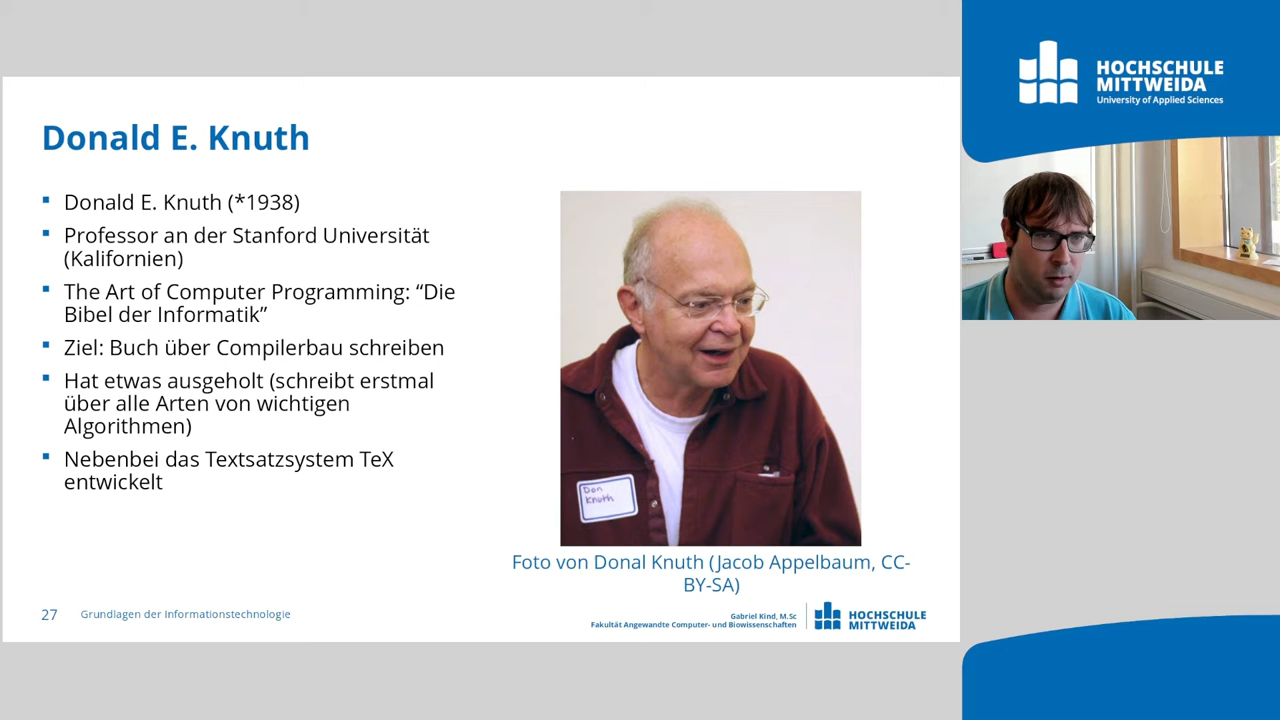 HOCHSCHULE
MITTWEIDA
University of Applied Sciences
Donald E. Knuth
Donald E. Knuth (*1938)
Professor an der Stanford Universität
(Kalifornien)
The Art of Computer Programming: “Die
Bibel der Informatik”
Ziel: Buch über Compilerbau schreiben
Hat etwas ausgeholt (schreibt erstmal
über alle Arten von wichtigen
Algorithmen)
Nebenbei das Textsatzsystem TeX
entwickelt
Don
Knuth
Foto von Donal Knuth (Jacob Appelbaum, CC-
BY-SA)
27
Grundlagen der Informationstechnologie
Gabriel Kind, M.Sc
Fakultät Angewandte Computer- und Biowissenschaften
HOCHSCHULE
MITTWEIDA